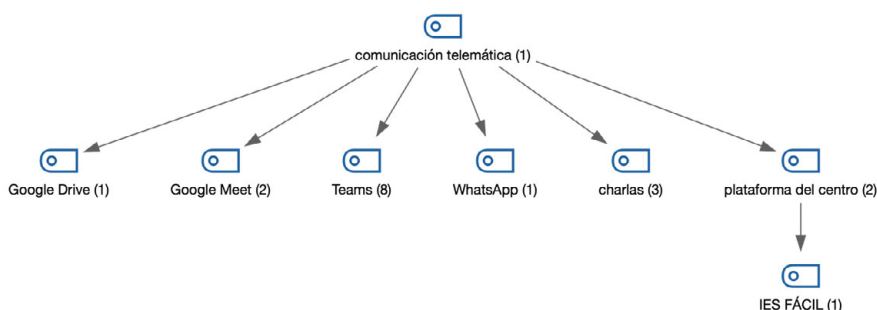 comunicación telemática (1)
Google Drive (1)
Google Meet (2)
Teams (8)
WhatsApp (1)
charlas (3)
plataforma del centro (2)
IES FÁCIL (1)